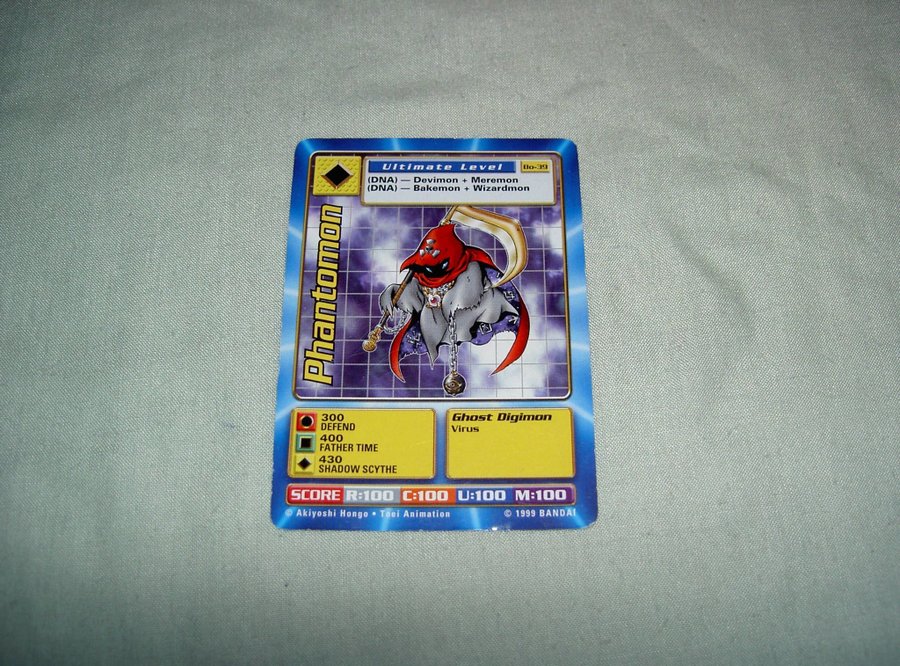 Ultimate Level Bo-39
(DNA) — Devimon + Meremon
(DNA) — Bakemon + Wizardmon
Phantomon
300
DEFEND
400
FATHER TIME
430
SHADOW SCYTHE
Ghost Digimon
Virus
SCORE R:100 C:100 U:100 M:100
© Akiyoshi Hongo • Toei Animation © 1999 BANDAI